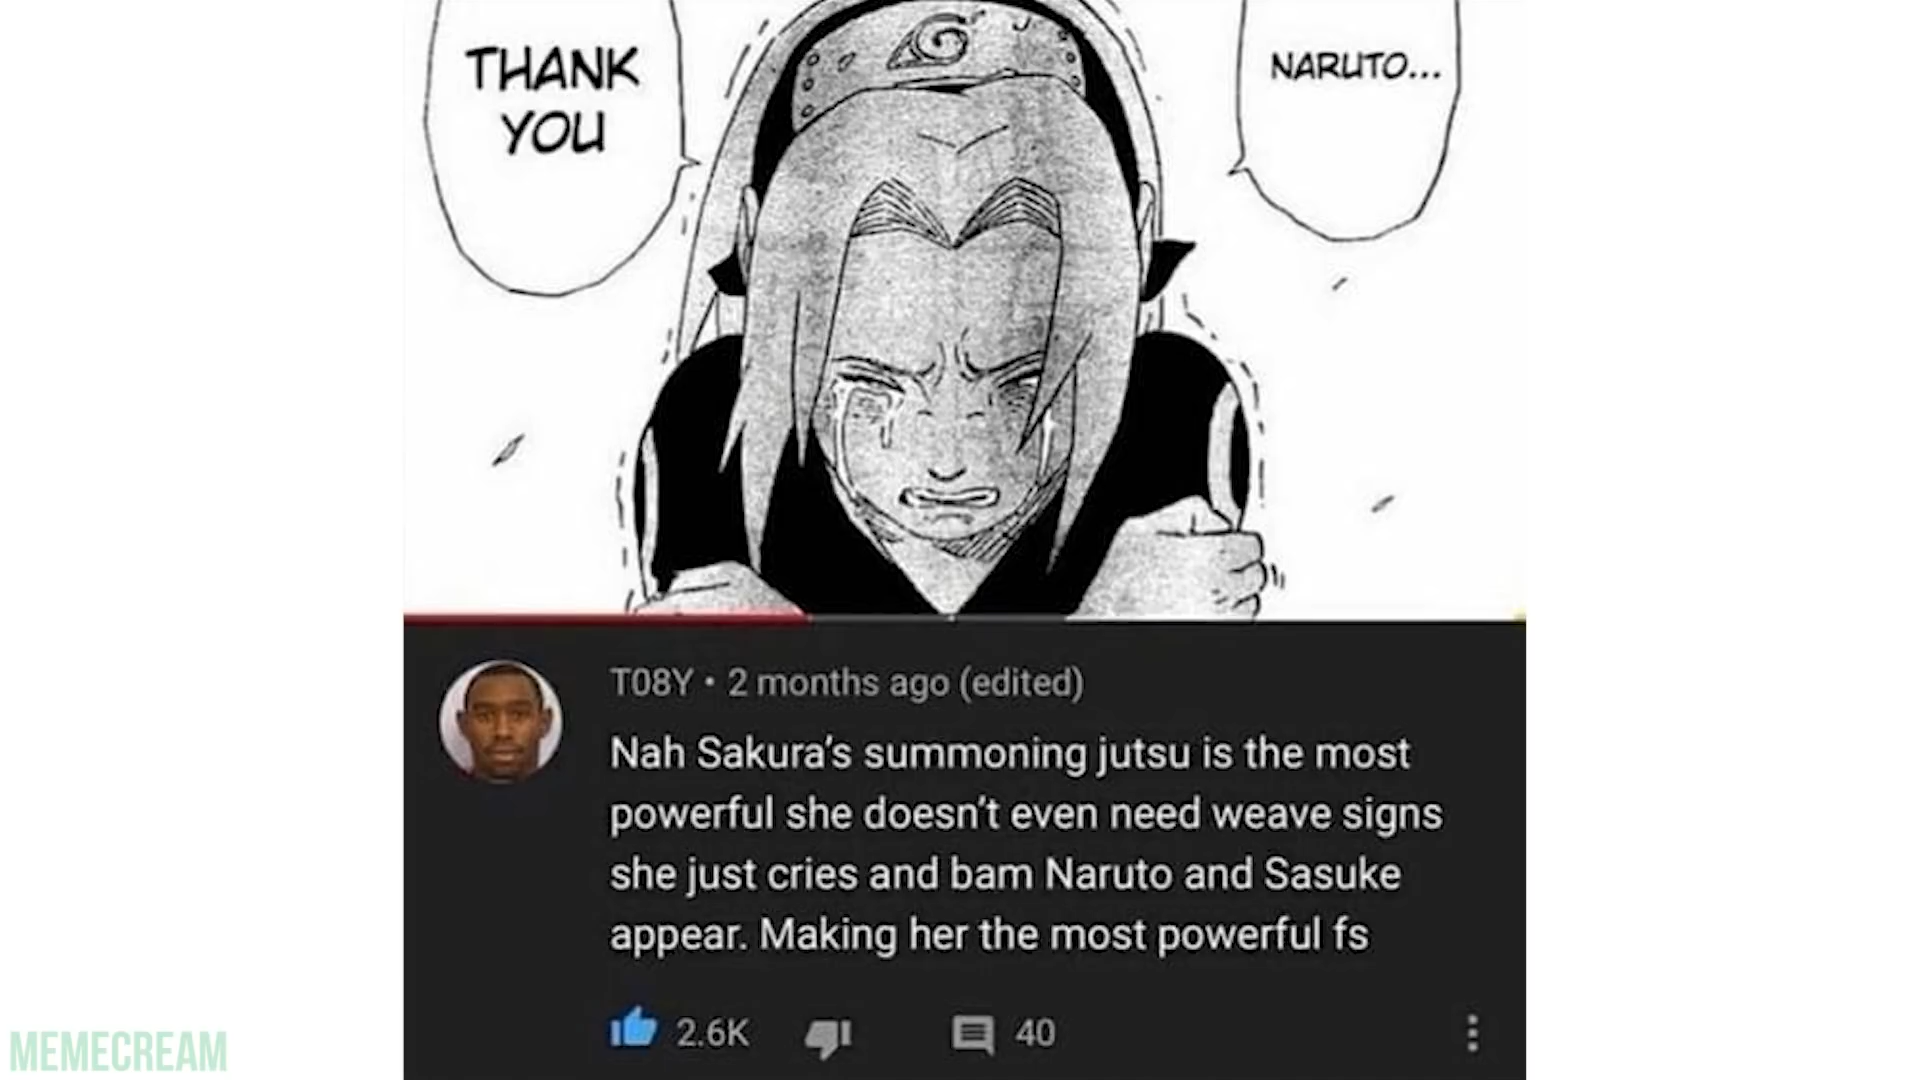 THANK
YOU
NARUTO...
T08Y • 2 months ago (edited)
Nah Sakura's summoning jutsu is the most
powerful she doesn't even need weave signs
she just cries and bam Naruto and Sasuke
appear. Making her the most powerful fs
2.6K
40
MEMECREAM